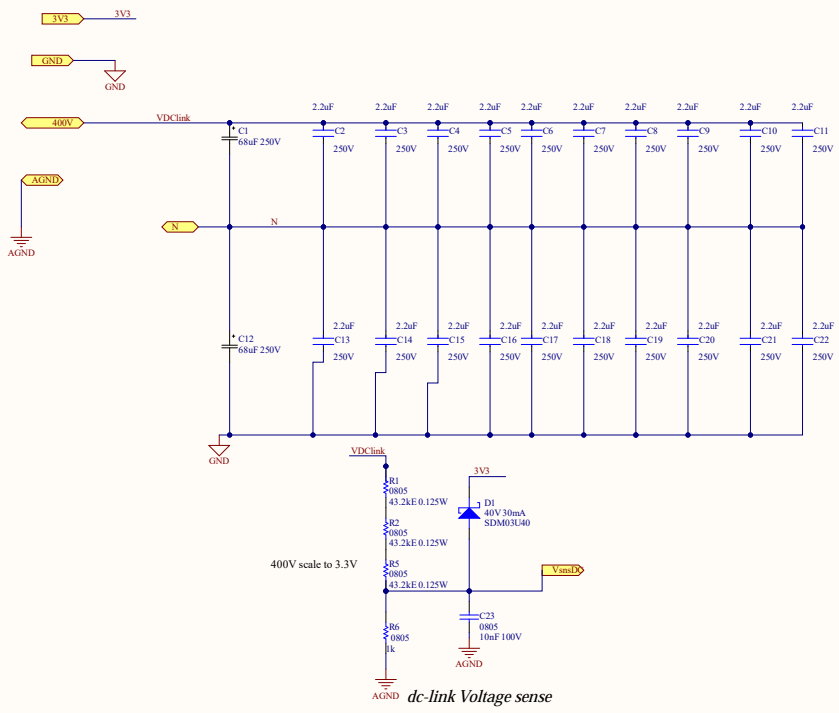 3V3
3V3
GND
GND
400V
VDClink
2.2uF 2.2uF 2.2uF 2.2uF 2.2uF 2.2uF 2.2uF 2.2uF 2.2uF 2.2uF
C1 C2 C3 C4 C5 C6 C7 C8 C9 C10 C11
68uF 250V
250V 250V 250V 250V 250V 250V 250V 250V 250V 250V
AGND
AGND
N
N
2.2uF 2.2uF 2.2uF 2.2uF 2.2uF 2.2uF 2.2uF 2.2uF 2.2uF 2.2uF
C12 C13 C14 C15 C16 C17 C18 C19 C20 C21 C22
68uF 250V
250V 250V 250V 250V 250V 250V 250V 250V 250V 250V
GND
VDClink
3V3
R1
0805
43.2kE 0.125W
D1
40V 30mA
SDM03U40
R2
0805
43.2kE 0.125W
400V scale to 3.3V
R5
0805
43.2kE 0.125W
VsnsDC
C23
0805
10nF 100V
R6
0805
1k
AGND
AGND
dc-link Voltage sense